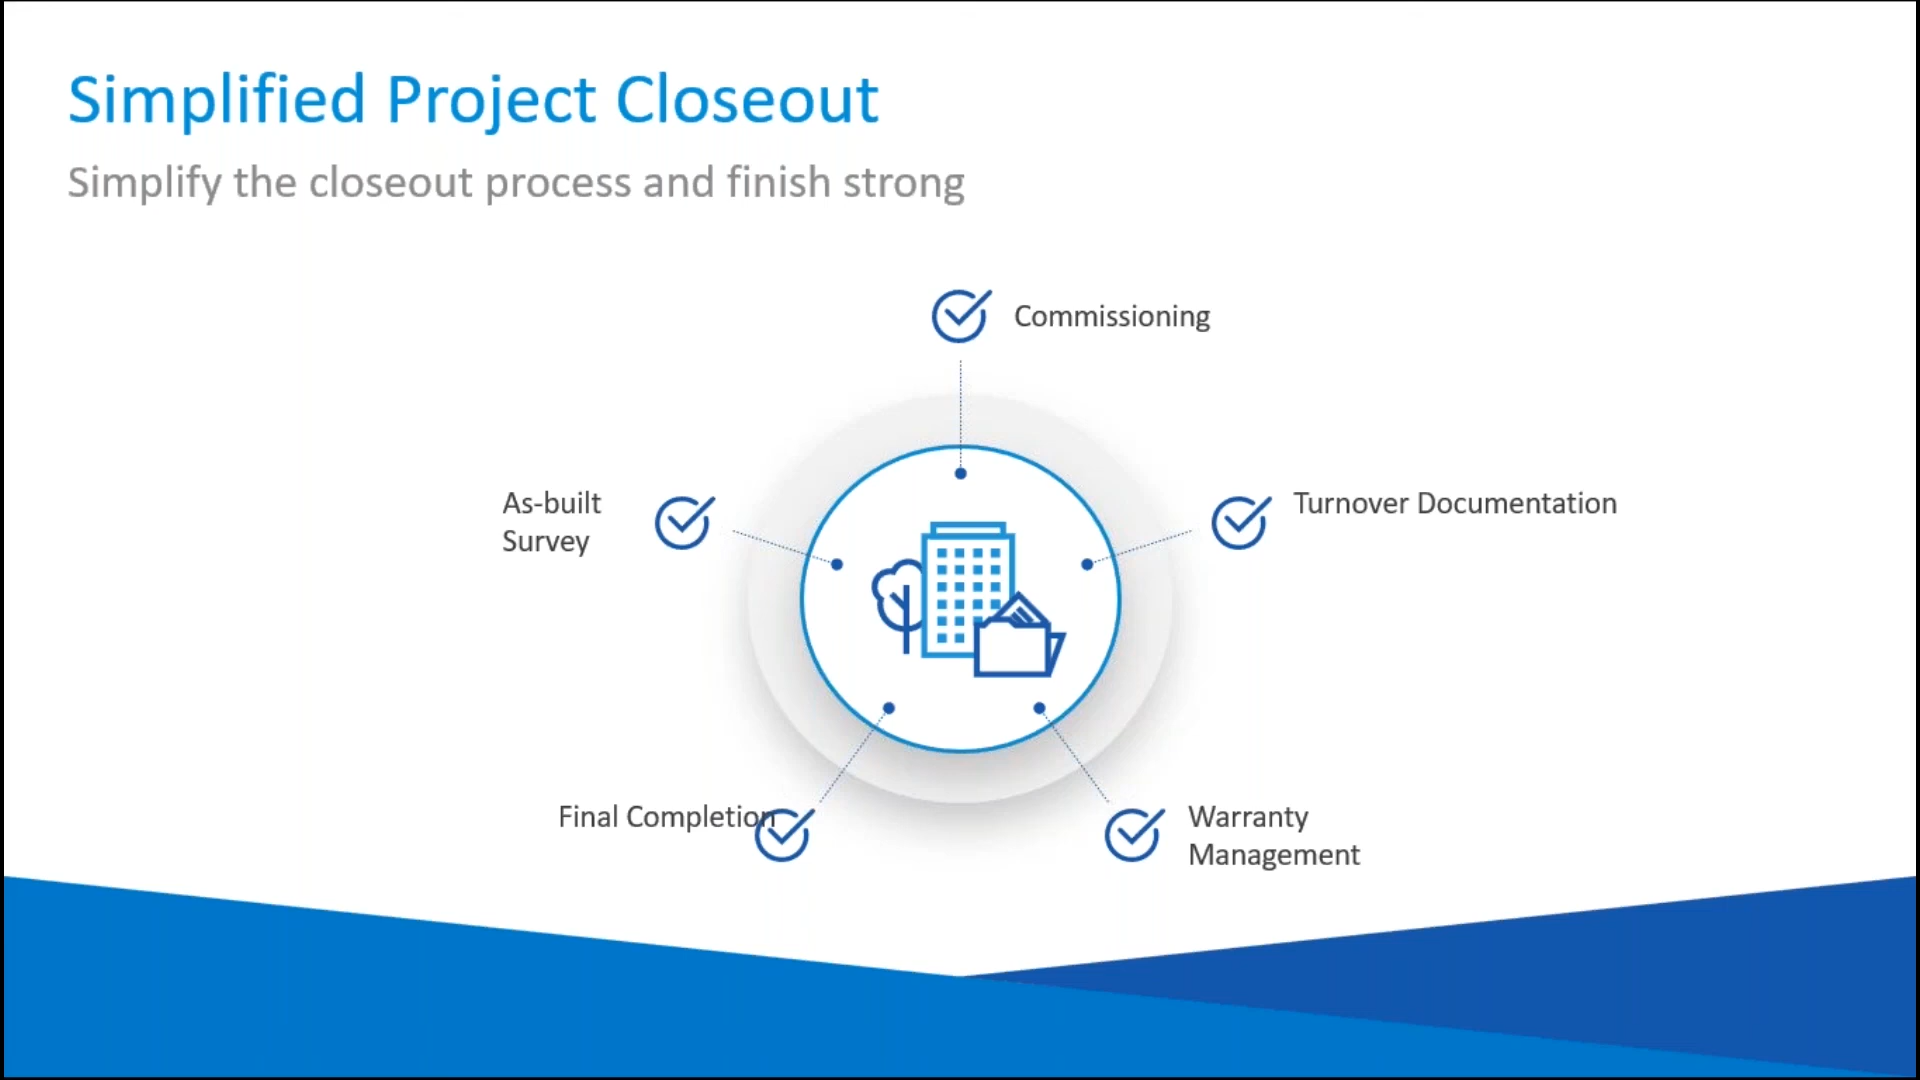 Simplified Project Closeout
Simplify the closeout process and finish strong
Commissioning
As-built
Survey
Turnover Documentation
Final Completion
Warranty
Management